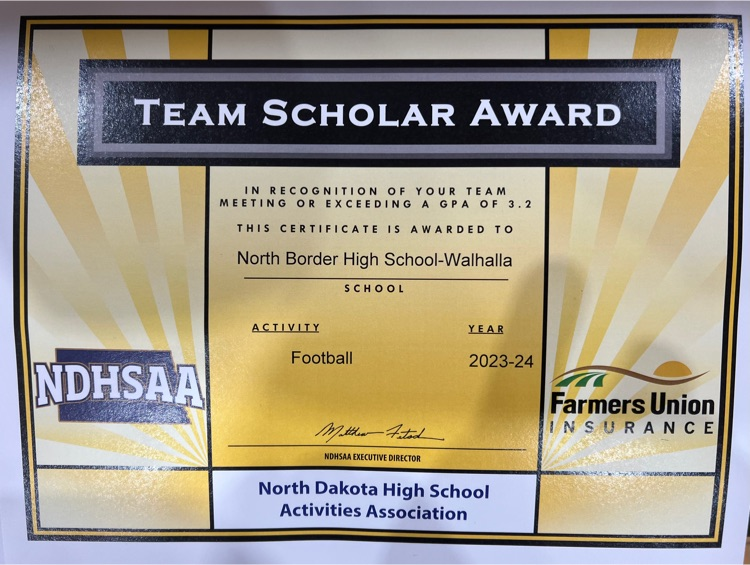 TEAM SCHOLAR AWARD
IN RECOGNITION OF YOUR TEAM
MEETING OR EXCEEDING A GPA OF 3.2
THIS CERTIFICATE IS AWARDED TO
North Border High School-Walhalla
SCHOOL
ACTIVITY YEAR
Football 2023-24
NDHSAA
Farmers Union
INSURANCE
Matthew Fetsch
NDHSAA EXECUTIVE DIRECTOR
North Dakota High School
Activities Association